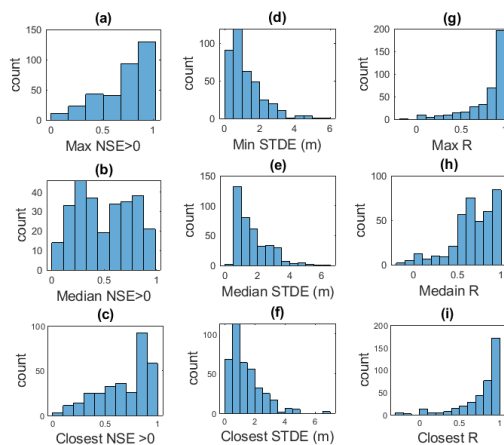 (a)
150
100
50
0
count
0 0.5 1
Max NSE>0
(d)
100
50
0
count
0 2 4 6
Min STDE (m)
(g)
200
150
100
50
0
count
0 0.5 1
Max R
(b)
40
30
20
10
0
count
0 0.5 1
Median NSE>0
(e)
150
100
50
0
count
0 2 4 6
Median STDE (m)
(h)
100
50
0
count
0 0.5 1
Medain R
(c)
100
50
0
count
0 0.5 1
Closest NSE >0
(f)
100
50
0
count
0 2 4 6
Closest STDE (m)
(i)
200
150
100
50
0
count
0 0.5 1
Closest R